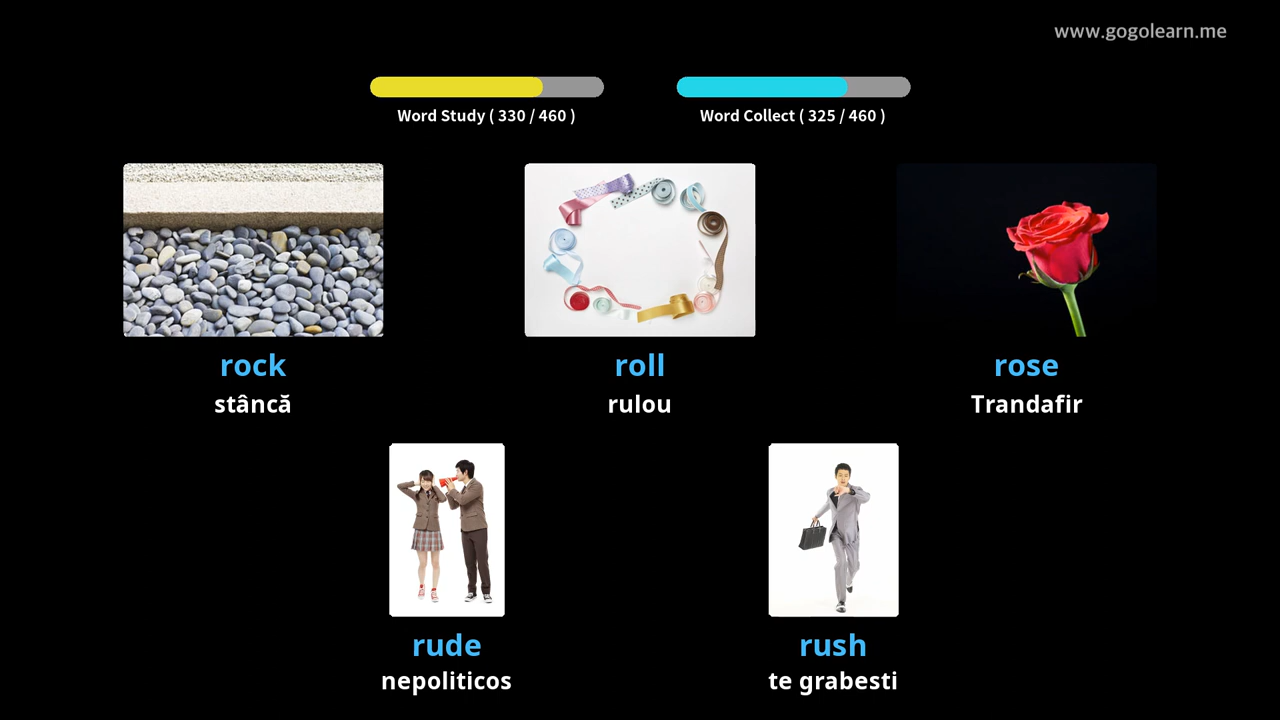 www.gogolearn.me
Word Study ( 330 / 460 )
Word Collect ( 325 / 460 )
rock
stâncă
roll
rulou
rose
Trandafir
rude
nepoliticos
rush
te grabesti